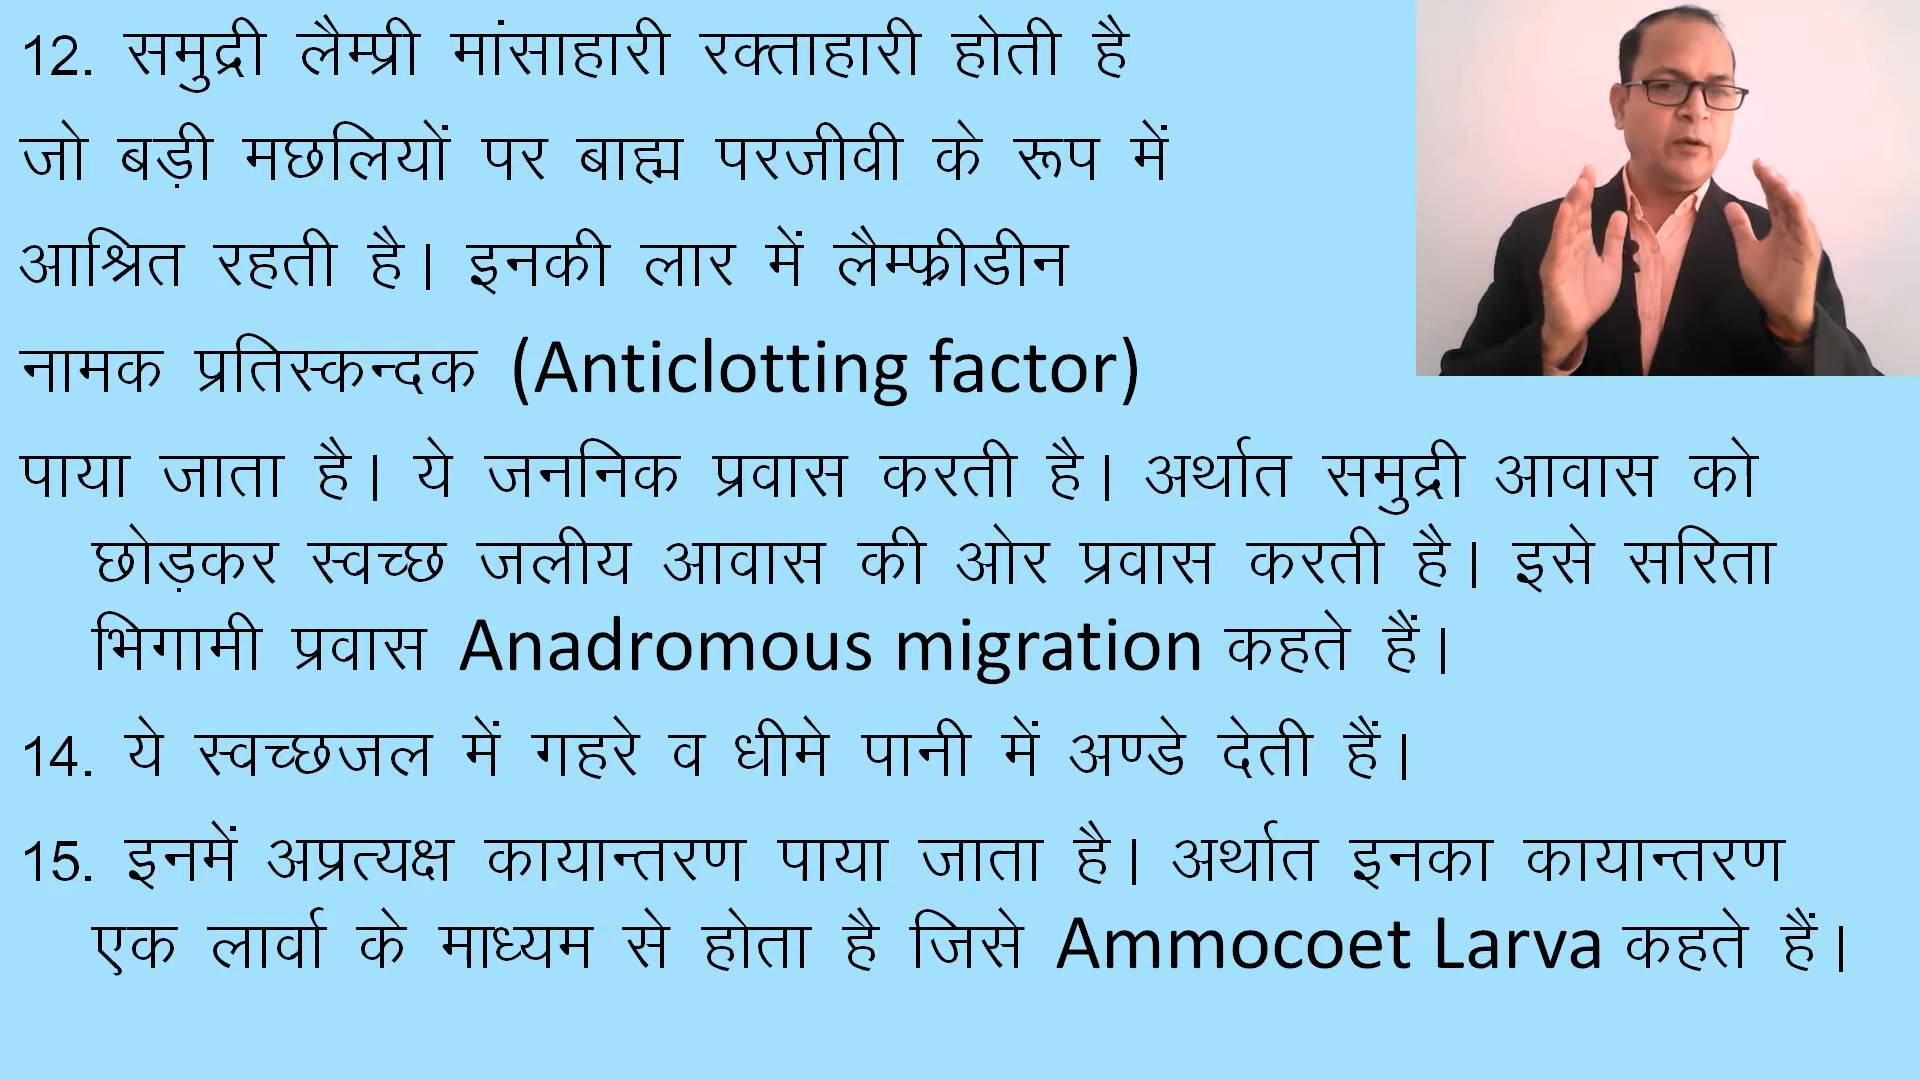 12. समुद्री लैम्प्री मांसाहारी रक्ताहारी होती है
जो बड़ी मछलियों पर बाह्म परजीवी के रूप में
आश्रित रहती है। इनकी लार में लैम्फ्रीडीन
नामक प्रतिस्कन्दक (Anticlotting factor)
पाया जाता है। ये जननिक प्रवास करती है। अर्थात समुद्री आवास को
छोड़कर स्वच्छ जलीय आवास की ओर प्रवास करती है। इसे सरिता
भिगामी प्रवास Anadromous migration कहते हैं।
14. ये स्वच्छजल में गहरे व धीमे पानी में अण्डे देती हैं।
15. इनमें अप्रत्यक्ष कायान्तरण पाया जाता है। अर्थात इनका कायान्तरण
एक लार्वा के माध्यम से होता है जिसे Ammocoet Larva कहते हैं।